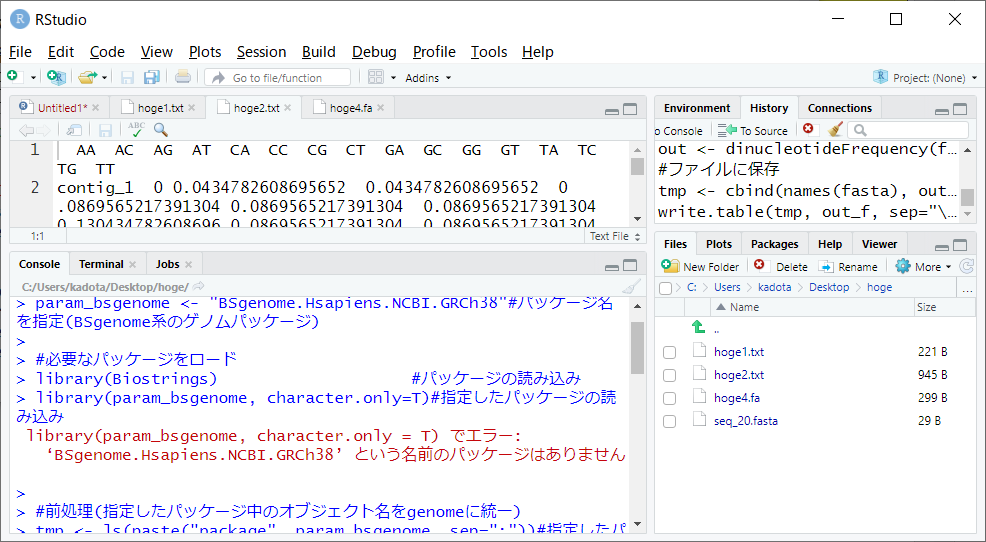 RStudio
File Edit Code View Plots Session Build Debug Profile Tools Help
Go to file/function Addins Project: (None)
Untitled1* hoge1.txt hoge2.txt hoge4.fa
ABC
1 AA AC AG AT CA CC CG CT GA GC GG GT TA TC
TG TT
2 contig_1 0 0.0434782608695652 0.0434782608695652 0
.0869565217391304 0.0869565217391304 0.0869565217391304
0.130434782608696 0.0869565217391304 0.0869565217391304
1:1 Text File
Console Terminal Jobs
C:/Users/kadota/Desktop/hoge/
> param_bsgenome <- "BSgenome.Hsapiens.NCBI.GRCh38"#パッケージ名
を指定(BSgenome系のゲノムパッケージ)
>
> #必要なパッケージをロード
> library(Biostrings) #パッケージの読み込み
> library(param_bsgenome, character.only=T)#指定したパッケージの読
み込み
library(param_bsgenome, character.only = T) でエラー:
‘BSgenome.Hsapiens.NCBI.GRCh38’ という名前のパッケージはありません
>
> #前処理(指定したパッケージ中のオブジェクト名をgenomeに統一)
> tmp <- ls(paste("package", param_bsgenome, sep=":"))#指定したパ
Environment History Connections
o Console To Source
out <- dinucleotideFrequency(f…
#ファイルに保存
tmp <- cbind(names(fasta), out…
write.table(tmp, out_f, sep="\…
Files Plots Packages Help Viewer
New Folder Delete Rename More
C: Users kadota Desktop hoge ...
Name Size
..
hoge1.txt 221 B
hoge2.txt 945 B
hoge4.fa 299 B
seq_20.fasta 29 B